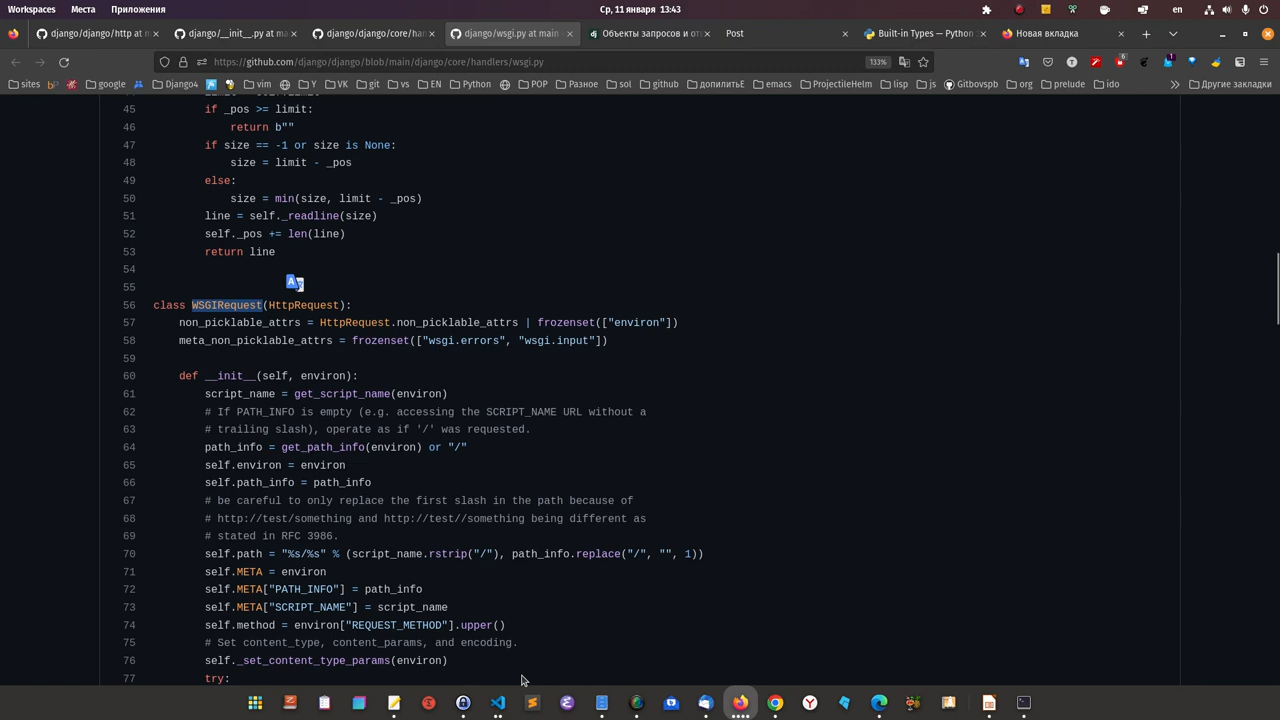 Workspaces Места Приложения Ср, 11 января 13:43 en
django/django/http at m django/__init__.py at ma django/django/core/han django/wsgi.py at main Объекты запросов и от Post Built-in Types — Python Новая вкладка
https://github.com/django/django/blob/main/django/core/handlers/wsgi.py 133%
sites google Django4 Y git vs EN Python POP Разное sol github допилитьЕ emacs ProjectileHelm lisp js Gitbovspb org prelude ido Другие закладки
45 if _pos >= limit:
46 return b""
47 if size == -1 or size is None:
48 size = limit - _pos
49 else:
50 size = min(size, limit - _pos)
51 line = self._readline(size)
52 self._pos += len(line)
53 return line
54
55
56 class WSGIRequest(HttpRequest):
57 non_picklable_attrs = HttpRequest.non_picklable_attrs | frozenset(["environ"])
58 meta_non_picklable_attrs = frozenset(["wsgi.errors", "wsgi.input"])
59
60 def __init__(self, environ):
61 script_name = get_script_name(environ)
62 # If PATH_INFO is empty (e.g. accessing the SCRIPT_NAME URL without a
63 # trailing slash), operate as if '/' was requested.
64 path_info = get_path_info(environ) or "/"
65 self.environ = environ
66 self.path_info = path_info
67 # be careful to only replace the first slash in the path because of
68 # http://test/something and http://test//something being different as
69 # stated in RFC 3986.
70 self.path = "%s/%s" % (script_name.rstrip("/"), path_info.replace("/", "", 1))
71 self.META = environ
72 self.META["PATH_INFO"] = path_info
73 self.META["SCRIPT_NAME"] = script_name
74 self.method = environ["REQUEST_METHOD"].upper()
75 # Set content_type, content_params, and encoding.
76 self._set_content_type_params(environ)
77 try: